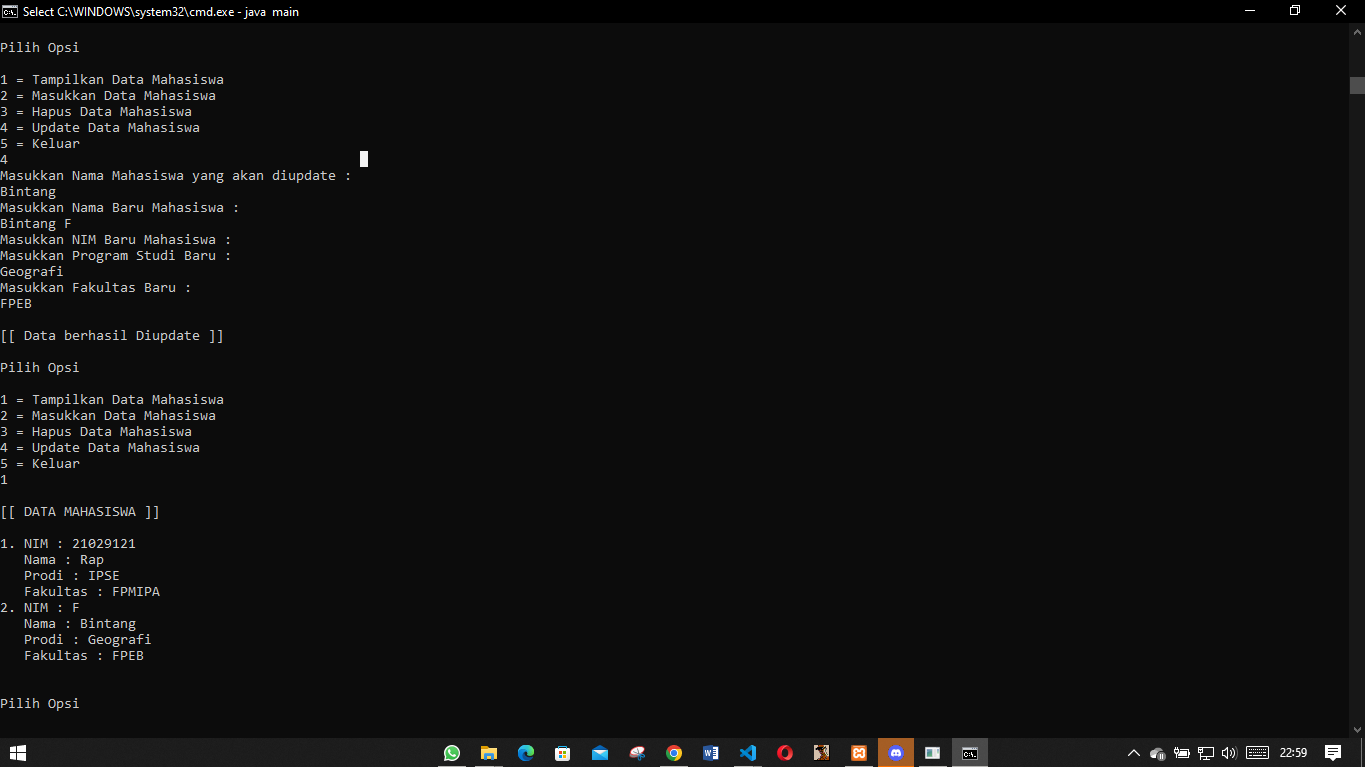 Select C:\WINDOWS\system32\cmd.exe - java  main
Pilih Opsi
1 = Tampilkan Data Mahasiswa
2 = Masukkan Data Mahasiswa
3 = Hapus Data Mahasiswa
4 = Update Data Mahasiswa
5 = Keluar
4
Masukkan Nama Mahasiswa yang akan diupdate :
Bintang
Masukkan Nama Baru Mahasiswa :
Bintang F
Masukkan NIM Baru Mahasiswa :
Masukkan Program Studi Baru :
Geografi
Masukkan Fakultas Baru :
FPEB
[[ Data berhasil Diupdate ]]
Pilih Opsi
1 = Tampilkan Data Mahasiswa
2 = Masukkan Data Mahasiswa
3 = Hapus Data Mahasiswa
4 = Update Data Mahasiswa
5 = Keluar
1
[[ DATA MAHASISWA ]]
1. NIM : 21029121
Nama : Rap
Prodi : IPSE
Fakultas : FPMIPA
2. NIM : F
Nama : Bintang
Prodi : Geografi
Fakultas : FPEB
Pilih Opsi
22:59